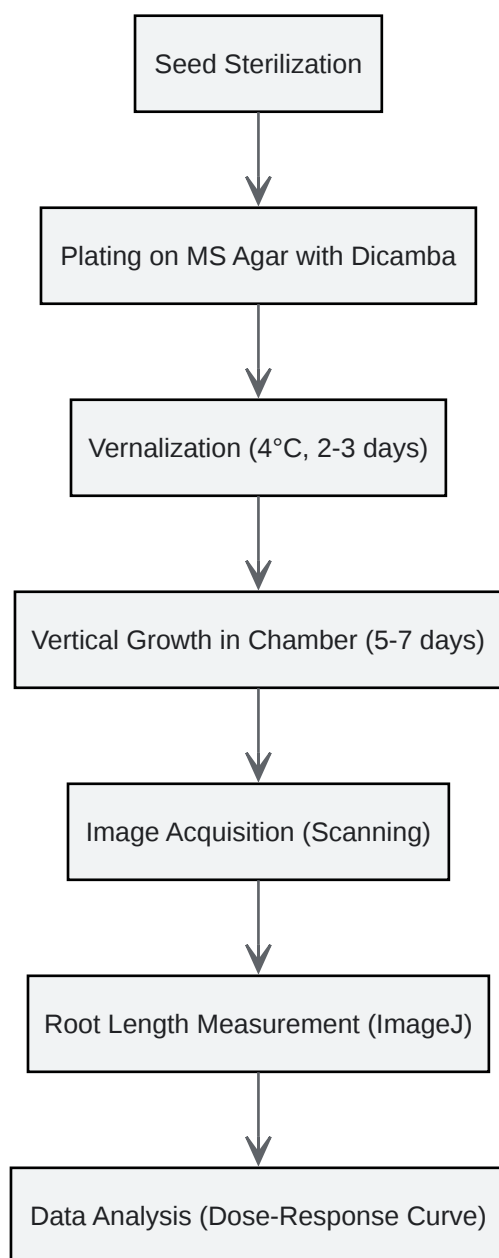 Seed Sterilization
Plating on MS Agar with Dicamba
Vernalization (4°C, 2-3 days)
Vertical Growth in Chamber (5-7 days)
Image Acquisition (Scanning)
Root Length Measurement (ImageJ)
Data Analysis (Dose-Response Curve)